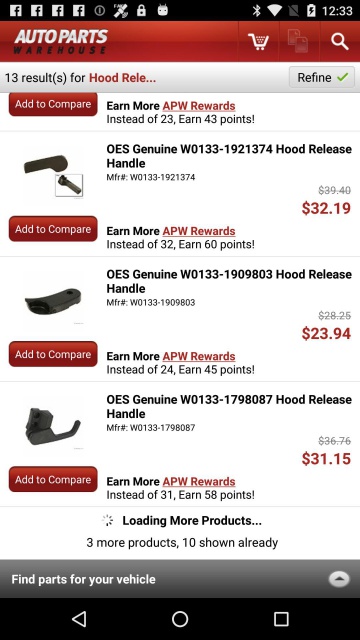 12:33
AUTO PARTS
WAREHOUSE
13 result(s) for Hood Rele...
Refine
Add to Compare
Earn More APW Rewards
Instead of 23, Earn 43 points!
OES Genuine W0133-1921374 Hood Release
Handle
Mfr#: W0133-1921374
$39.40
$32.19
Add to Compare
Earn More APW Rewards
Instead of 32, Earn 60 points!
OES Genuine W0133-1909803 Hood Release
Handle
Mfr#: W0133-1909803
$28.25
$23.94
Add to Compare
Earn More APW Rewards
Instead of 24, Earn 45 points!
OES Genuine W0133-1798087 Hood Release
Handle
Mfr#: W0133-1798087
$36.76
$31.15
Add to Compare
Earn More APW Rewards
Instead of 31, Earn 58 points!
Loading More Products...
3 more products, 10 shown already
Find parts for your vehicle